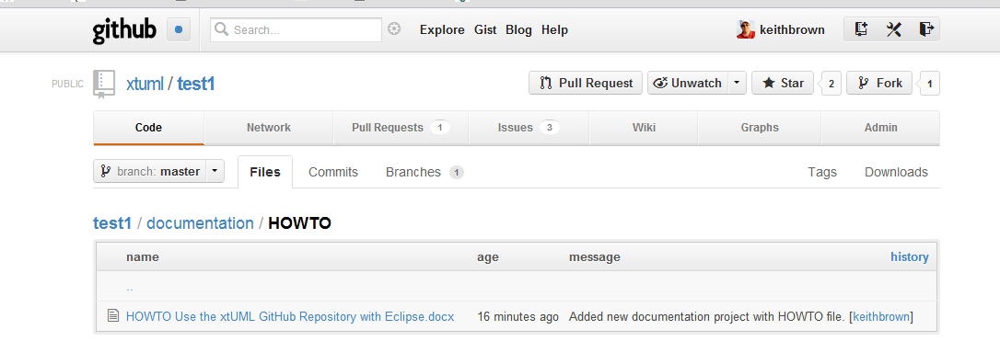 github Search... Explore Gist Blog Help keithbrown
PUBLIC xtuml / test1 Pull Request Unwatch Star 2 Fork 1
Code Network Pull Requests 1 Issues 3 Wiki Graphs Admin
branch: master Files Commits Branches 1 Tags Downloads
test1 / documentation / HOWTO
name age message history
..
HOWTO Use the xtUML GitHub Repository with Eclipse.docx 16 minutes ago Added new documentation project with HOWTO file. [keithbrown]